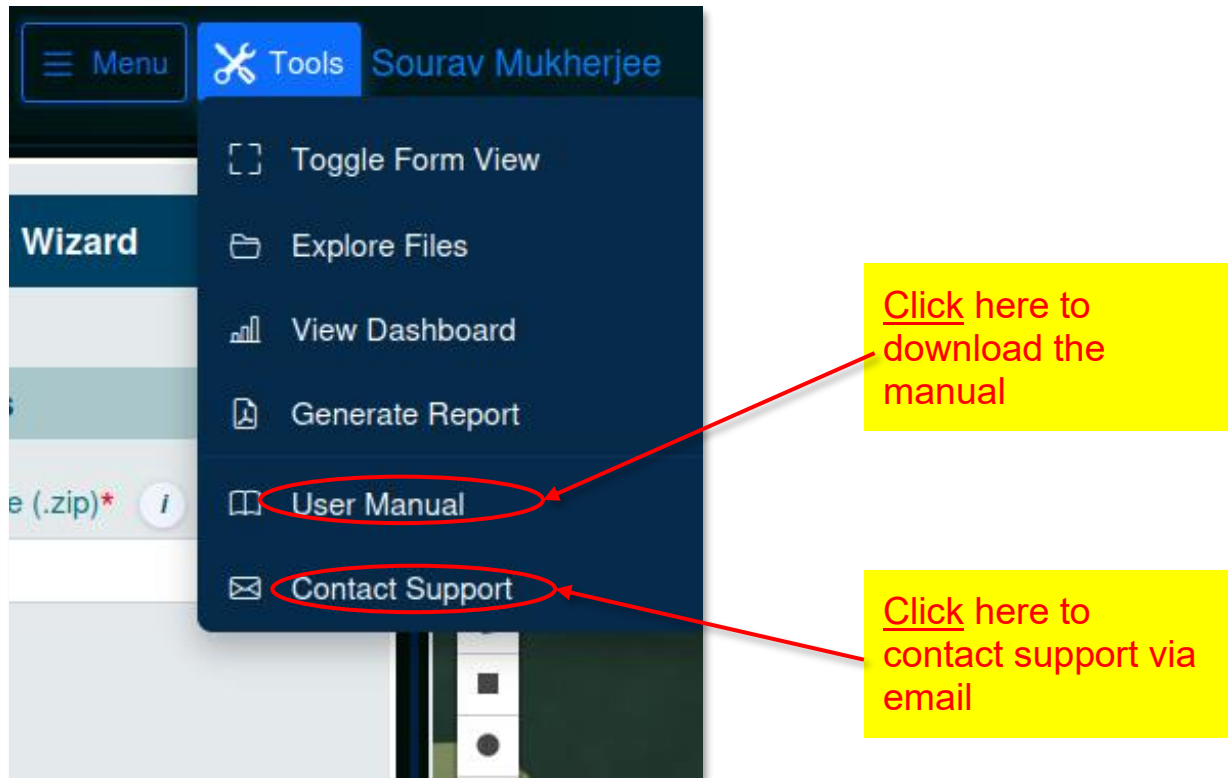 Menu Tools Sourav Mukherjee
Toggle Form View
Wizard
Explore Files
View Dashboard
Generate Report
e (.zip)* i
User Manual
Contact Support
Click here to
download the
manual
Click here to
contact support via
email